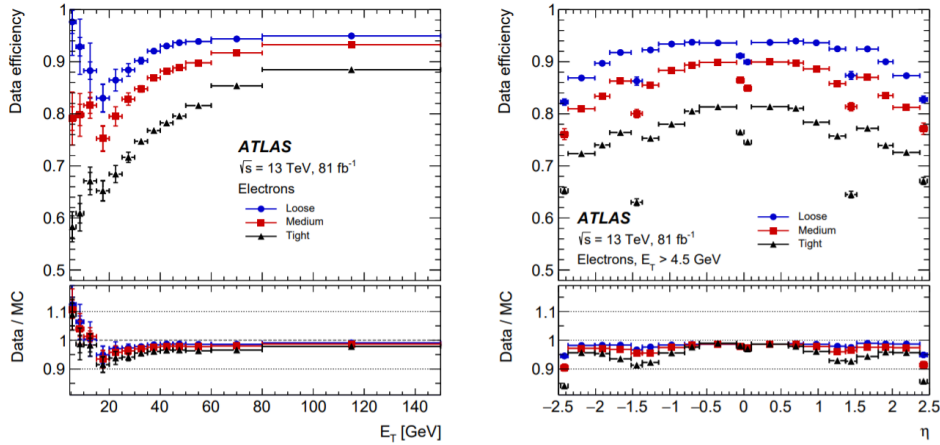 Data efficiency
1
0.9
0.8
0.7
0.6
0.5
ATLAS
√s = 13 TeV, 81 fb⁻¹
Electrons
Loose
Medium
Tight
Data / MC
1.1
1
0.9
20 40 60 80 100 120 140
E_T [GeV]
Data efficiency
1
0.9
0.8
0.7
0.6
0.5
ATLAS
√s = 13 TeV, 81 fb⁻¹
Electrons, E_T > 4.5 GeV
Loose
Medium
Tight
Data / MC
1.1
1
0.9
−2.5 −2 −1.5 −1 −0.5 0 0.5 1 1.5 2 2.5
η